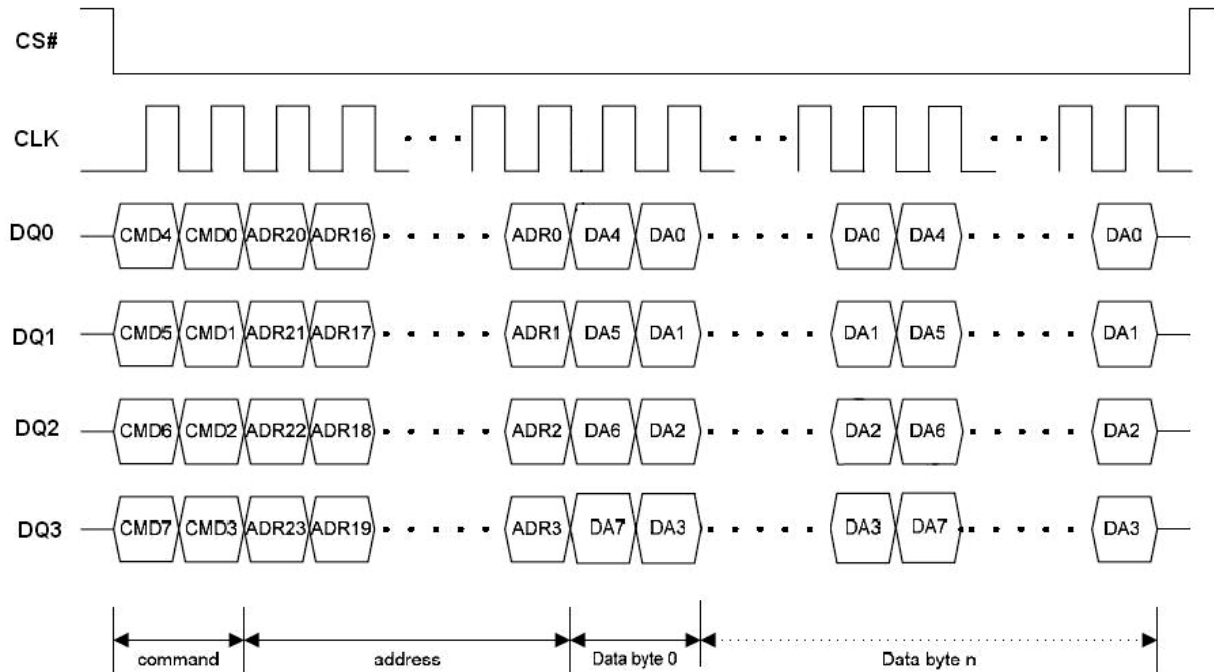 CS#
CLK
DQ0 CMD4 CMD0 ADR20 ADR16 ADR0 DA4 DA0 DA0 DA4 DA0
DQ1 CMD5 CMD1 ADR21 ADR17 ADR1 DA5 DA1 DA1 DA5 DA1
DQ2 CMD6 CMD2 ADR22 ADR18 ADR2 DA6 DA2 DA2 DA6 DA2
DQ3 CMD7 CMD3 ADR23 ADR19 ADR3 DA7 DA3 DA3 DA7 DA3
command address Data byte 0 Data byte n